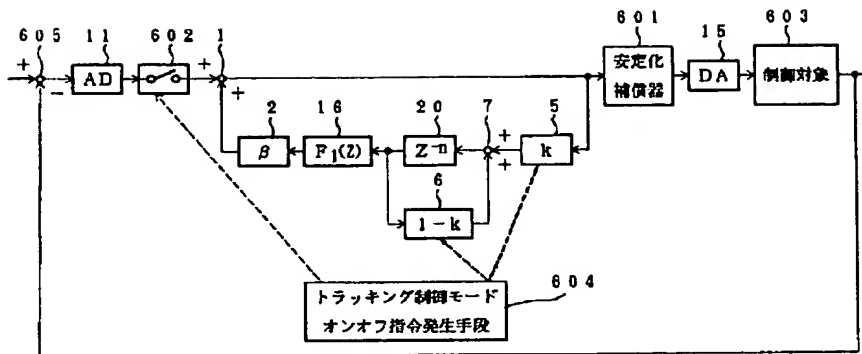 601
605 11 602 1 15 603
+ + 安定化
AD 補償器 DA 制御対象
− +
2 16 20 7 5
+
β F₁(Z) Z⁻ⁿ + k
6
1−k
トラッキング制御モード 604
オンオフ指令発生手段